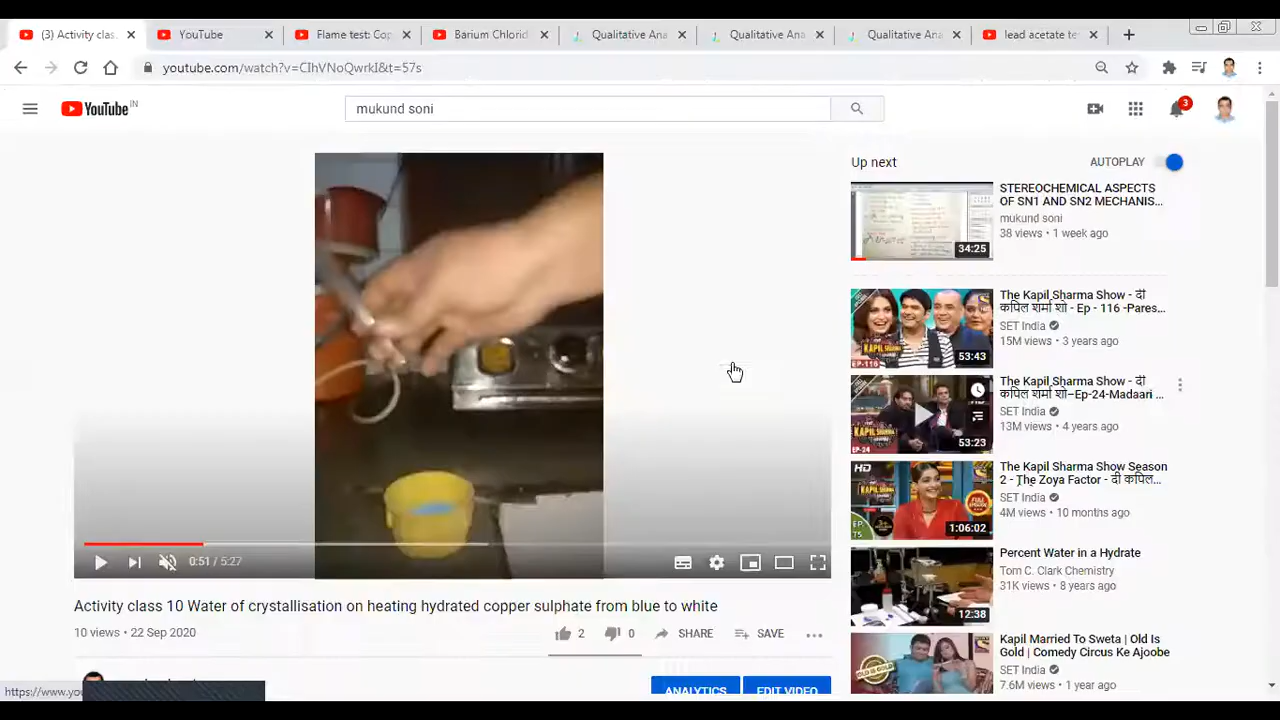 (3) Activity clas
YouTube
Flame test: Cop
Barium Chlori
Qualitative Ana
Qualitative Ana
Qualitative Ana
lead acetate te
youtube.com/watch?v=CIhVNoQwrkI&t=57s
YouTube IN
mukund soni
3
Up next
AUTOPLAY
STEREOCHEMICAL ASPECTS
OF SN1 AND SN2 MECHANIS...
mukund soni
38 views • 1 week ago
34:25
The Kapil Sharma Show - दी
कपिल शर्मा शो - Ep - 116 -Pares...
SET India
15M views • 3 years ago
EP-116
53:43
The Kapil Sharma Show - दी
कपिल शर्मा शो–Ep-24-Madaari ...
SET India
13M views • 4 years ago
EP-24
53:23
The Kapil Sharma Show Season
2 - The Zoya Factor - दी कपिल...
SET India
4M views • 10 months ago
HD
1:06:02
Percent Water in a Hydrate
Tom C. Clark Chemistry
31K views • 8 years ago
12:38
Kapil Married To Sweta | Old Is
Gold | Comedy Circus Ke Ajoobe
SET India
7.6M views • 1 year ago
0:51 / 5:27
Activity class 10 Water of crystallisation on heating hydrated copper sulphate from blue to white
10 views • 22 Sep 2020
2
0
SHARE
SAVE
ANALYTICS
EDIT VIDEO
https://www.you